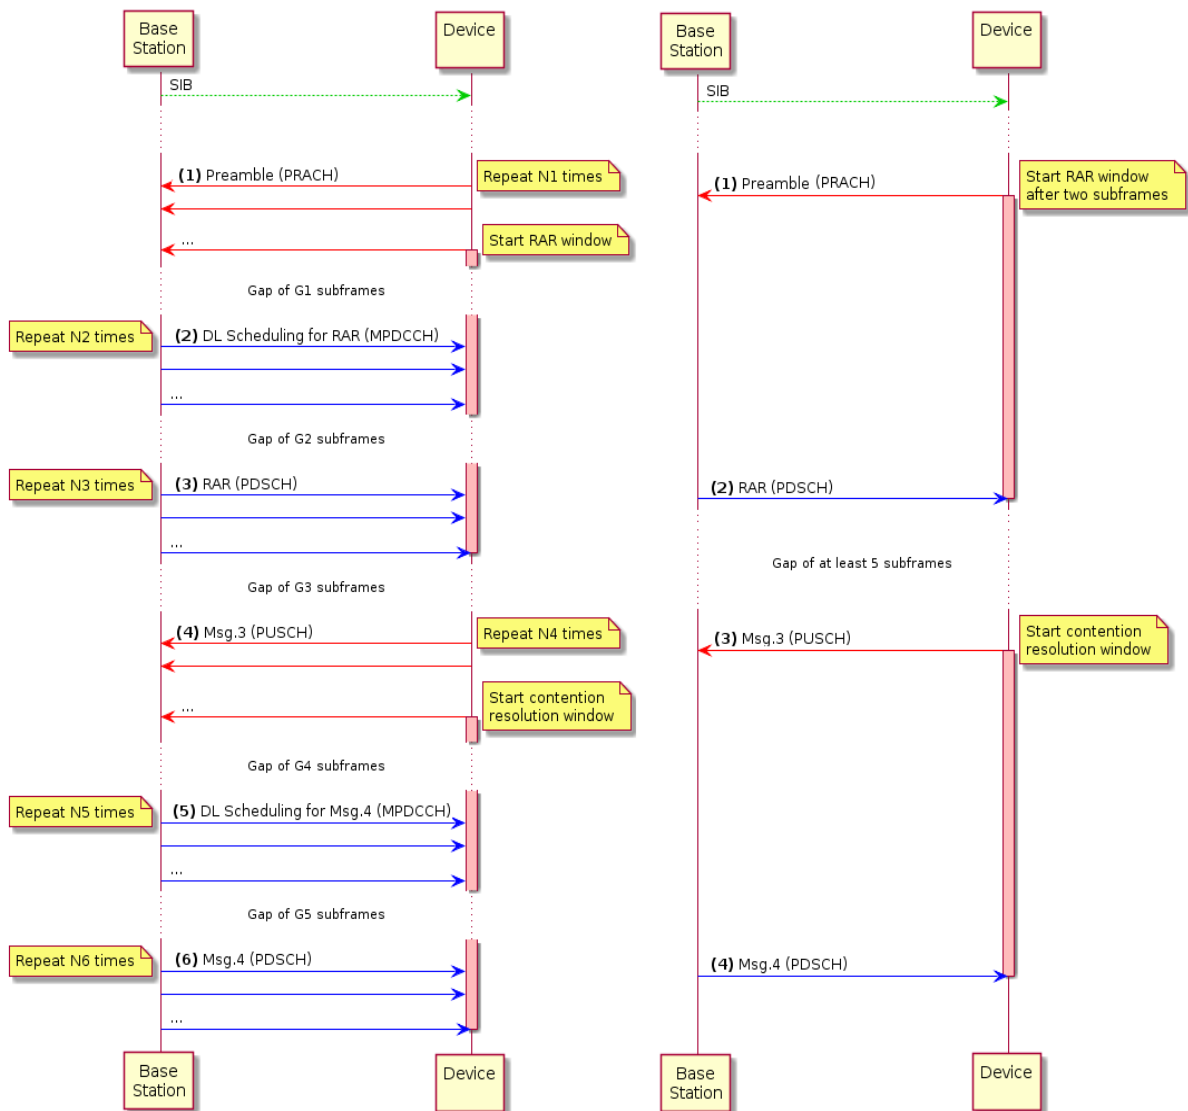 Base
Station
Device
SIB
(1) Preamble (PRACH)
Repeat N1 times
...
Start RAR window
Gap of G1 subframes
Repeat N2 times
(2) DL Scheduling for RAR (MPDCCH)
...
Gap of G2 subframes
Repeat N3 times
(3) RAR (PDSCH)
...
Gap of G3 subframes
(4) Msg.3 (PUSCH)
Repeat N4 times
...
Start contention
resolution window
Gap of G4 subframes
Repeat N5 times
(5) DL Scheduling for Msg.4 (MPDCCH)
...
Gap of G5 subframes
Repeat N6 times
(6) Msg.4 (PDSCH)
...
Base
Station
Device
Base
Station
Device
SIB
(1) Preamble (PRACH)
Start RAR window
after two subframes
(2) RAR (PDSCH)
Gap of at least 5 subframes
(3) Msg.3 (PUSCH)
Start contention
resolution window
(4) Msg.4 (PDSCH)
Base
Station
Device